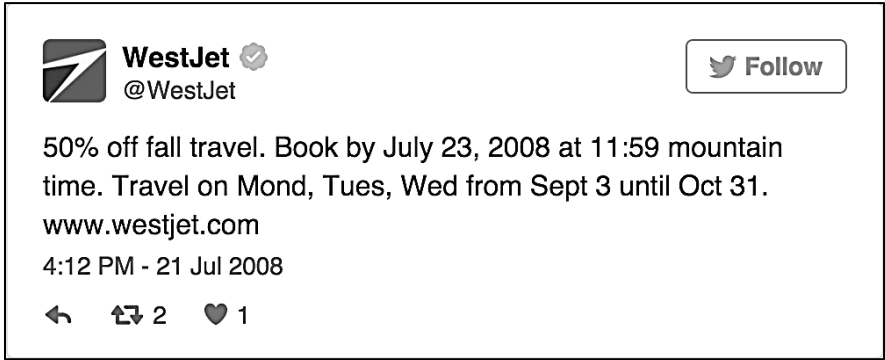 WestJet
@WestJet
Follow
50% off fall travel. Book by July 23, 2008 at 11:59 mountain
time. Travel on Mond, Tues, Wed from Sept 3 until Oct 31.
www.westjet.com
4:12 PM - 21 Jul 2008
2 1